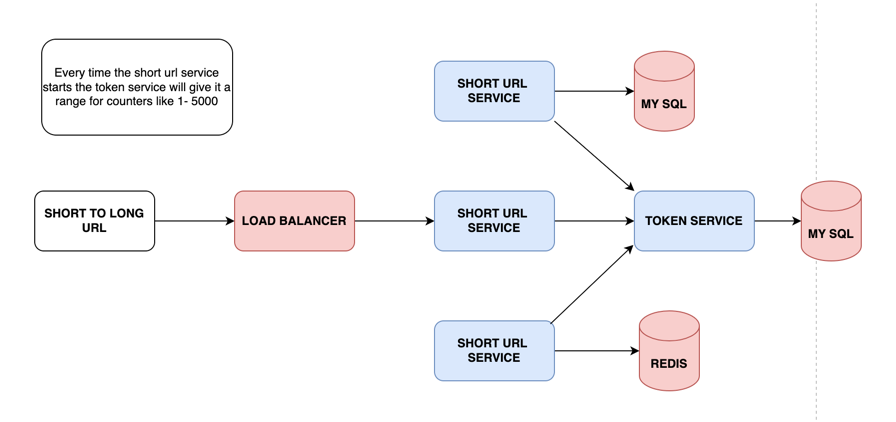 Every time the short url service
starts the token service will give it a
range for counters like 1- 5000
SHORT URL
SERVICE
MY SQL
SHORT TO LONG
URL
LOAD BALANCER
SHORT URL
SERVICE
TOKEN SERVICE
MY SQL
SHORT URL
SERVICE
REDIS